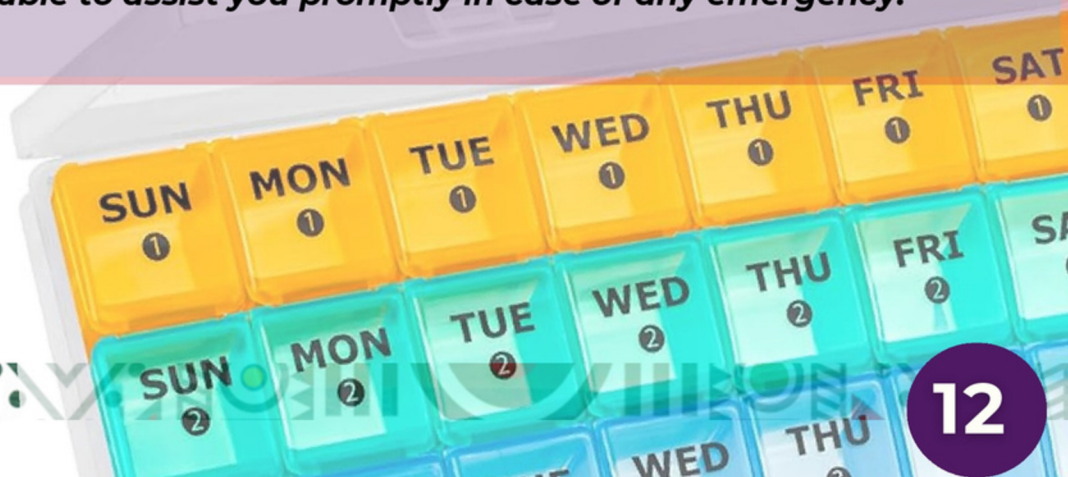 able to assist you promptly in case of any emergency.
SUN MON TUE WED THU FRI SAT
1 1 1 1 1 1 1
SUN MON TUE WED THU FRI
2 2 2 2 2 2
WED THU
12